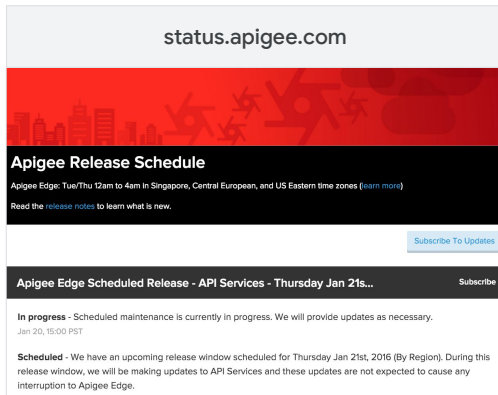 status.apigee.com
Apigee Release Schedule
Apigee Edge: Tue/Thu 12am to 4am in Singapore, Central European, and US Eastern time zones (learn more)
Read the release notes to learn what is new.
Subscribe To Updates
Apigee Edge Scheduled Release - API Services - Thursday Jan 21s... Subscribe
In progress - Scheduled maintenance is currently in progress. We will provide updates as necessary.
Jan 20, 15:00 PST
Scheduled - We have an upcoming release window scheduled for Thursday Jan 21st, 2016 (By Region). During this
release window, we will be making updates to API Services and these updates are not expected to cause any
interruption to Apigee Edge.